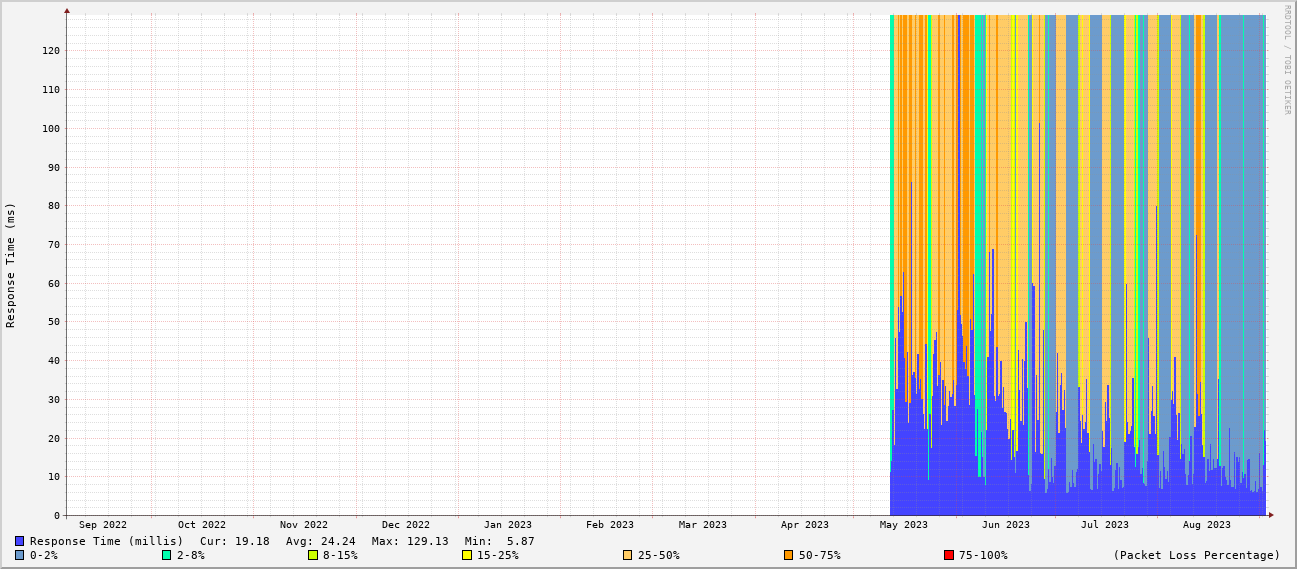 RRDTOOL / TOBI OETIKER
Response Time (ms)
120
110
100
90
80
70
60
50
40
30
20
10
0
Sep 2022 Oct 2022 Nov 2022 Dec 2022 Jan 2023 Feb 2023 Mar 2023 Apr 2023 May 2023 Jun 2023 Jul 2023 Aug 2023
Response Time (millis) Cur: 19.18 Avg: 24.24 Max: 129.13 Min: 5.87
0-2% 2-8% 8-15% 15-25% 25-50% 50-75% 75-100% (Packet Loss Percentage)